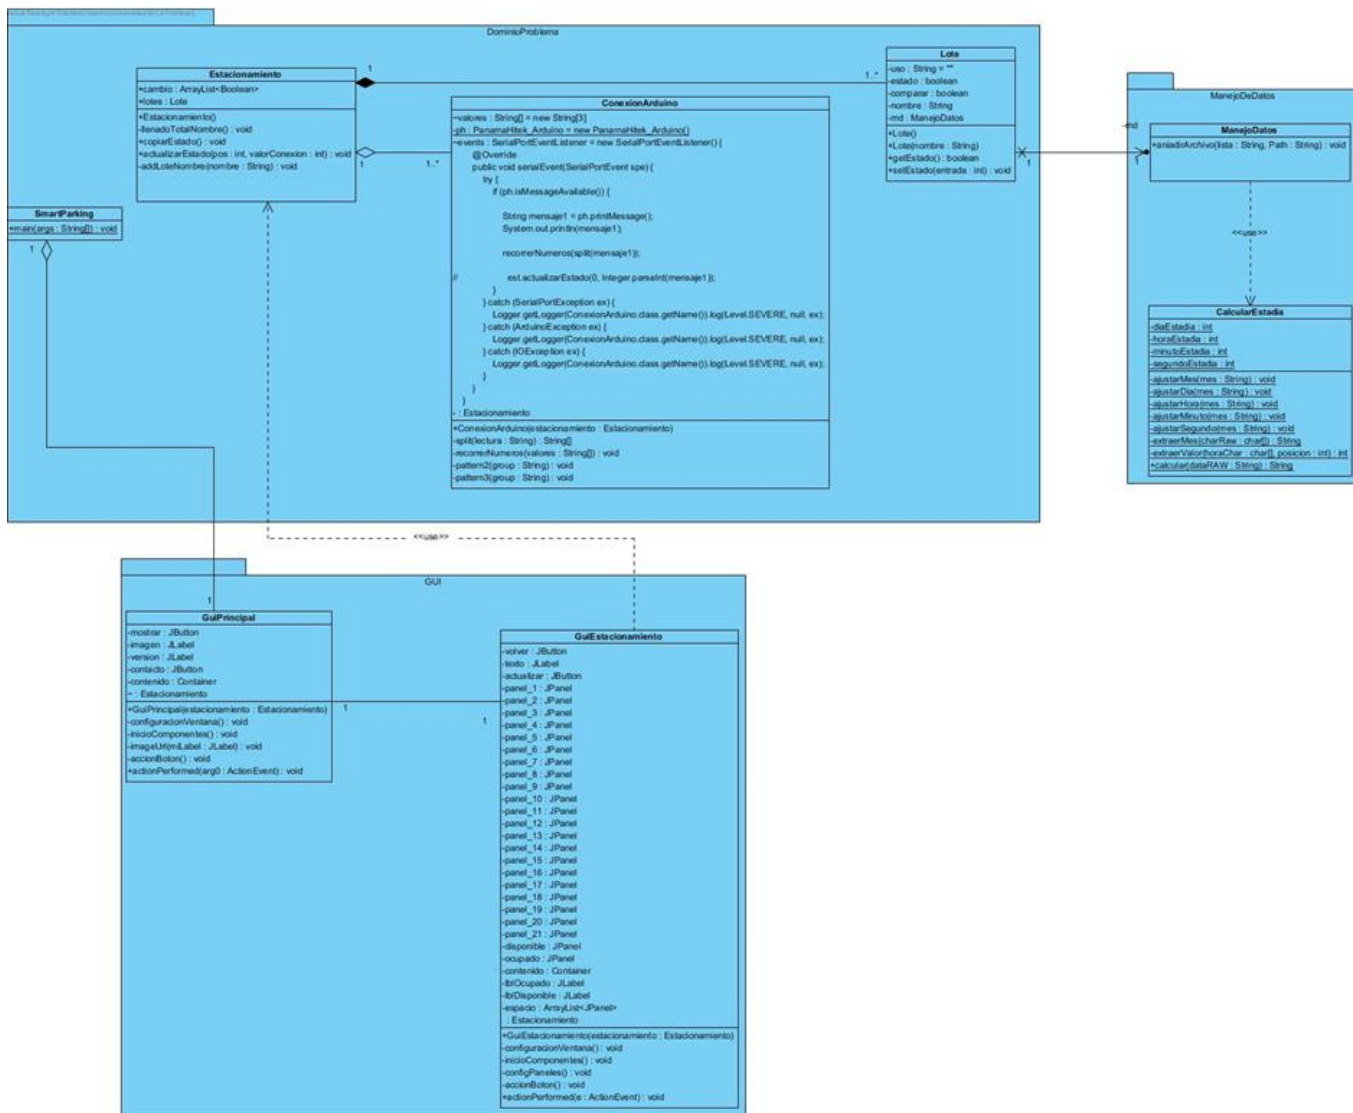 DominioProblema
Estacionamiento
+cambio : ArrayList<Boolean>
+lotes : Lote
+Estacionamiento()
-llenadoTotalNombre() : void
+copiarEstado() : void
+actualizarEstado(pos : int, valorConexion : int) : void
-addLoteNombre(nombre : String) : void
1
1..*
1
1..*
ConexionArduino
~valores : String[] = new String[3]
-ph : PanamaHitek_Arduino = new PanamaHitek_Arduino()
~events : SerialPortEventListener = new SerialPortEventListener() {
@Override
public void serialEvent(SerialPortEvent spe) {
try {
if (ph.isMessageAvailable()) {
String mensaje1 = ph.printMessage();
System.out.println(mensaje1);
recorrerNumeros(split(mensaje1));
// est.actualizarEstado(0, Integer.parseInt(mensaje1));
}
} catch (SerialPortException ex) {
Logger.getLogger(ConexionArduino.class.getName()).log(Level.SEVERE, null, ex);
} catch (ArduinoException ex) {
Logger.getLogger(ConexionArduino.class.getName()).log(Level.SEVERE, null, ex);
} catch (IOException ex) {
Logger.getLogger(ConexionArduino.class.getName()).log(Level.SEVERE, null, ex);
}
}
}
- : Estacionamiento
+ConexionArduino(estacionamiento : Estacionamiento)
-split(lectura : String) : String[]
-recorrerNumeros(valores : String[]) : void
-pattern2(group : String) : void
-pattern3(group : String) : void
Lote
-uso : String = ""
-estado : boolean
-comparar : boolean
-nombre : String
-md : ManejoDatos
+Lote()
+Lote(nombre : String)
+getEstado() : boolean
+setEstado(entrada : int) : void
1
-md
1
ManejoDeDatos
ManejoDatos
+aniadirArchivo(lista : String, Path : String) : void
<<use>>
CalcularEstadia
-diaEstadia : int
-horaEstadia : int
-minutoEstadia : int
-segundoEstadia : int
-ajustarMes(mes : String) : void
-ajustarDia(mes : String) : void
-ajustarHora(mes : String) : void
-ajustarMinuto(mes : String) : void
-ajustarSegundo(mes : String) : void
-extraerMes(charRaw : char[]) : String
-extraerValor(horaChar : char[], posicion : int) : int
+calcular(dataRAW : String) : String
SmartParking
+main(args : String[]) : void
1
<<use>>
GUI
1
GuiPrincipal
-mostrar : JButton
-imagen : JLabel
-version : JLabel
-contacto : JButton
-contenido : Container
~ : Estacionamiento
+GuiPrincipal(estacionamiento : Estacionamiento)
-configuracionVentana() : void
-inicioComponentes() : void
-imageUrl(miLabel : JLabel) : void
-accionBoton() : void
+actionPerformed(arg0 : ActionEvent) : void
1
1
GuiEstacionamiento
-volver : JButton
-texto : JLabel
-actualizar : JButton
-panel_1 : JPanel
-panel_2 : JPanel
-panel_3 : JPanel
-panel_4 : JPanel
-panel_5 : JPanel
-panel_6 : JPanel
-panel_7 : JPanel
-panel_8 : JPanel
-panel_9 : JPanel
-panel_10 : JPanel
-panel_11 : JPanel
-panel_12 : JPanel
-panel_13 : JPanel
-panel_14 : JPanel
-panel_15 : JPanel
-panel_16 : JPanel
-panel_17 : JPanel
-panel_18 : JPanel
-panel_19 : JPanel
-panel_20 : JPanel
-panel_21 : JPanel
-disponible : JPanel
-ocupado : JPanel
-contenido : Container
-lblOcupado : JLabel
-lblDisponible : JLabel
-espacio : ArrayList<JPanel>
: Estacionamiento
+GuiEstacionamiento(estacionamiento : Estacionamiento)
-configuracionVentana() : void
-inicioComponentes() : void
-configPaneles() : void
-accionBoton() : void
+actionPerformed(e : ActionEvent) : void